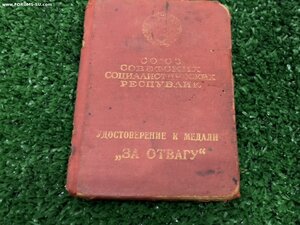 www.FORUMS-SU.com
СОЮЗ
СОВЕТСКИХ
СОЦИАЛИСТИЧЕСКИХ
РЕСПУБЛИК
УДОСТОВЕРЕНИЕ К МЕДАЛИ
„ЗА ОТВАГУ“